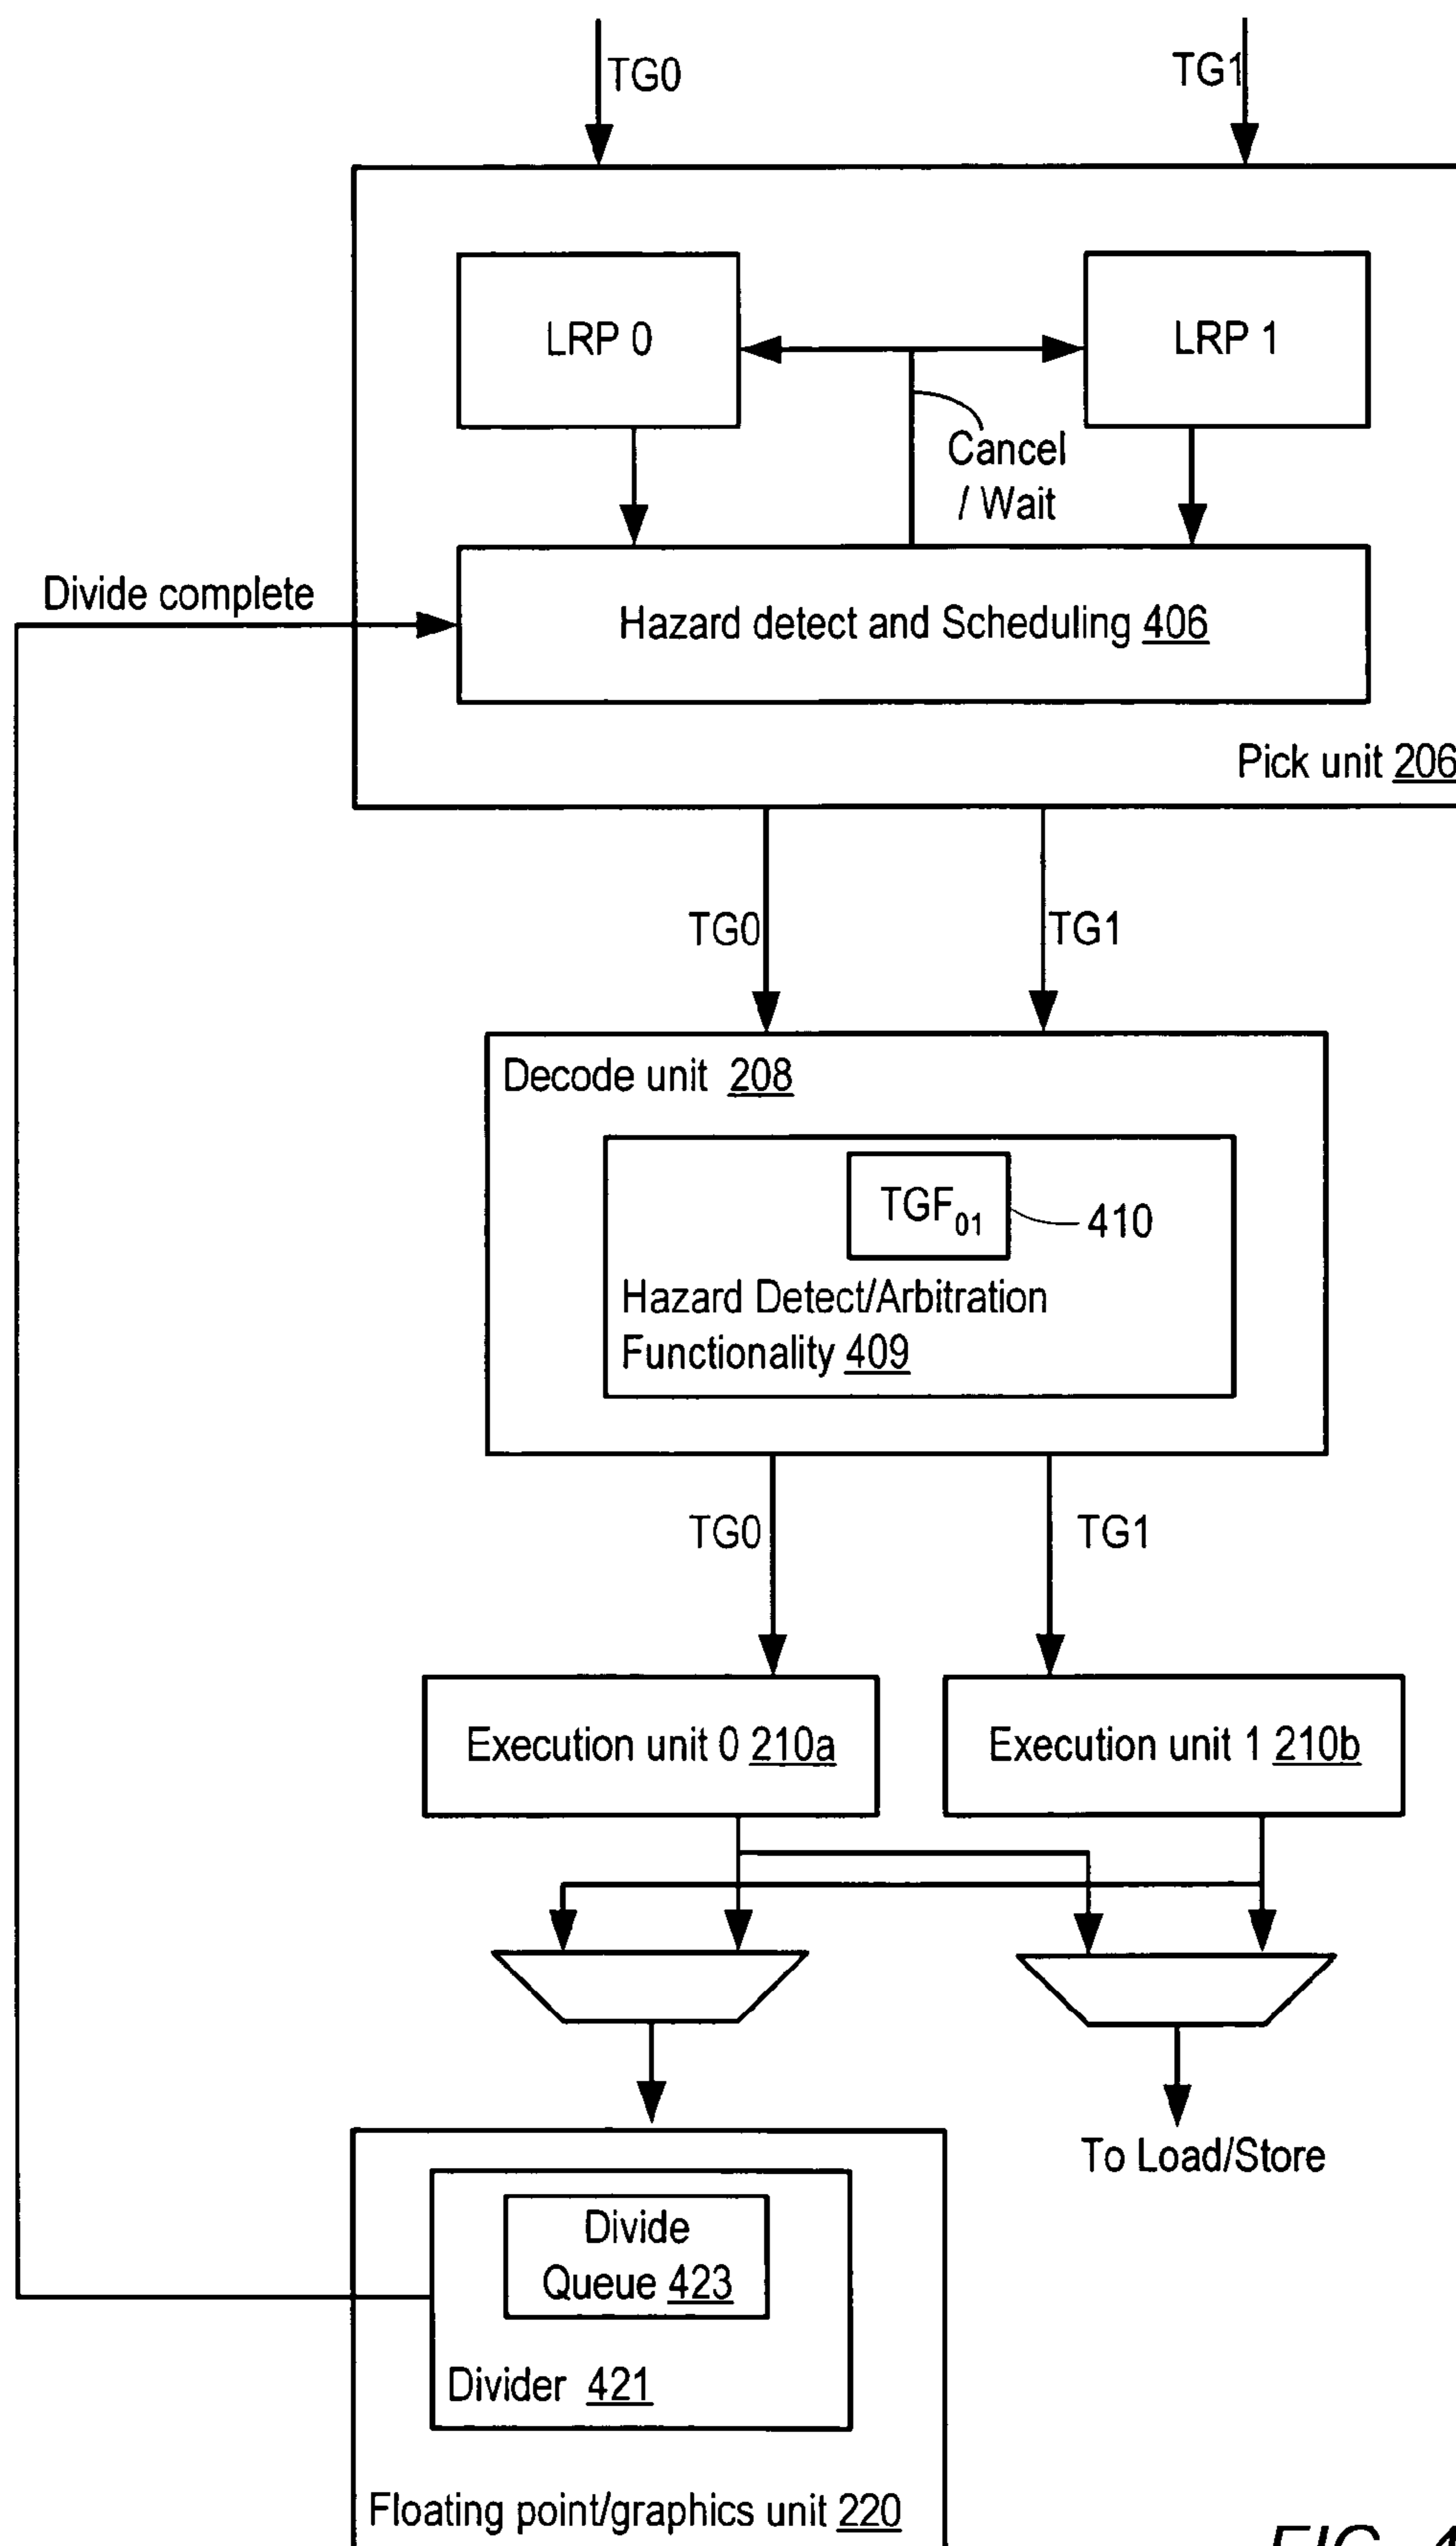 TG0
TG1
LRP 0
LRP 1
Cancel
/ Wait
Divide complete
Hazard detect and Scheduling 406
Pick unit 206
TG0
TG1
Decode unit 208
TGF01
410
Hazard Detect/Arbitration
Functionality 409
TG0
TG1
Execution unit 0 210a
Execution unit 1 210b
To Load/Store
Divide
Queue 423
Divider 421
Floating point/graphics unit 220
FIG. 4